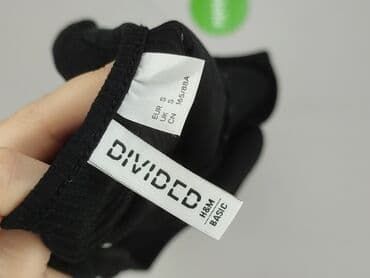 EUR S
UK S
CN 165/88A
DIVIDED
H&M
BASIC